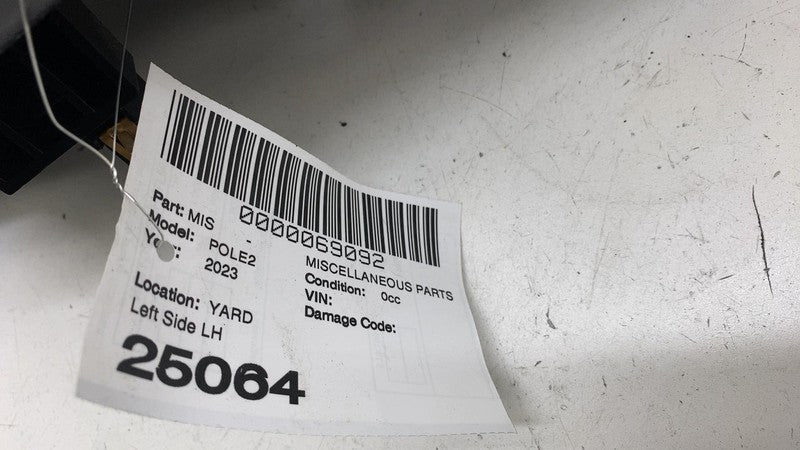 0000069092
Part: MIS - MISCELLANEOUS PARTS
Model: POLE2 Condition: 0cc
Year: 2023 VIN:
Damage Code:
Location: YARD
Left Side LH
25064